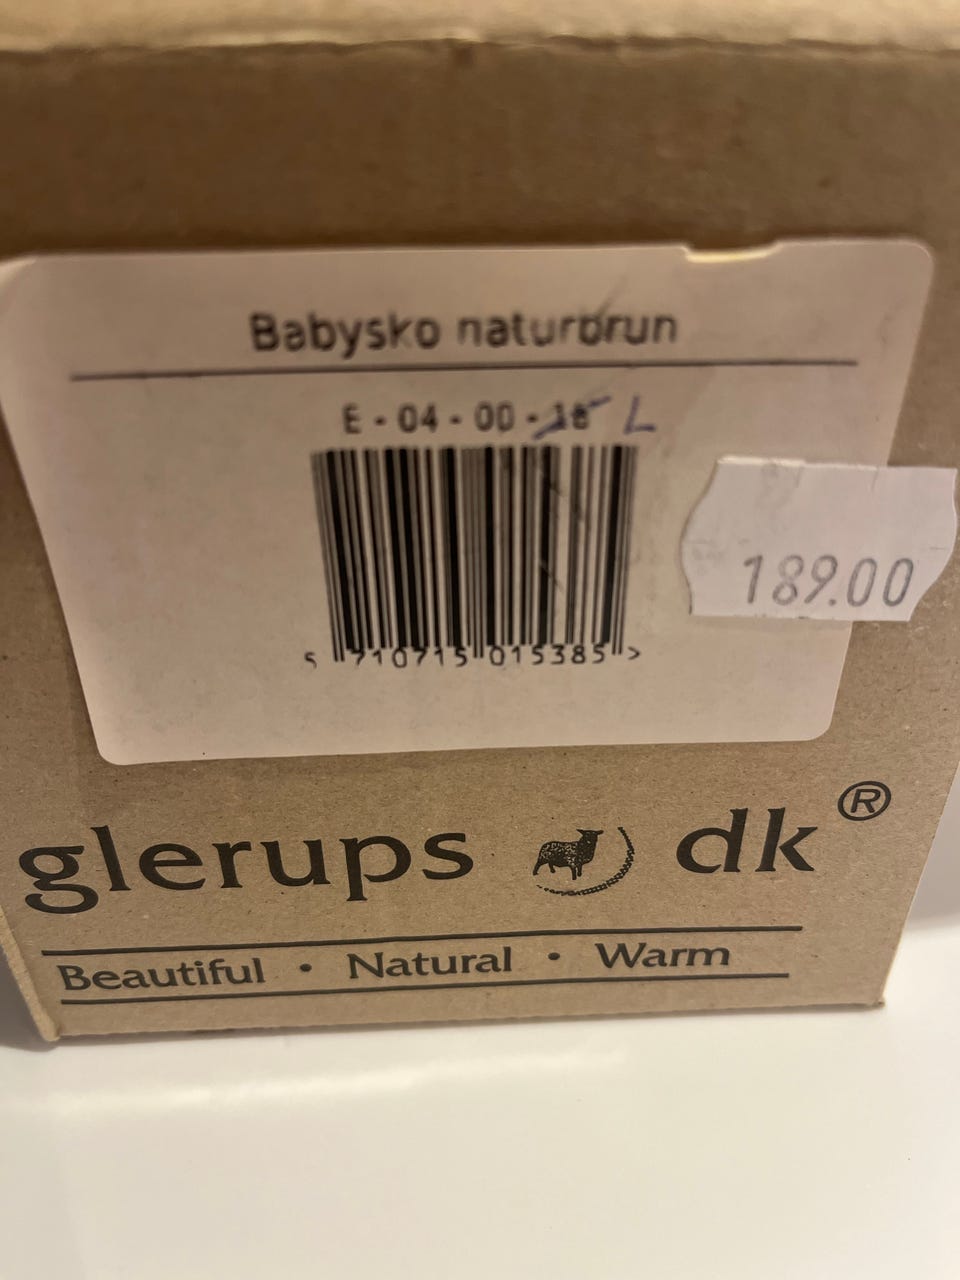 Babysko naturbrun
E - 04 - 00 - 18 L
189.00
5 710715 015385 >
glerups dk®
Beautiful • Natural • Warm